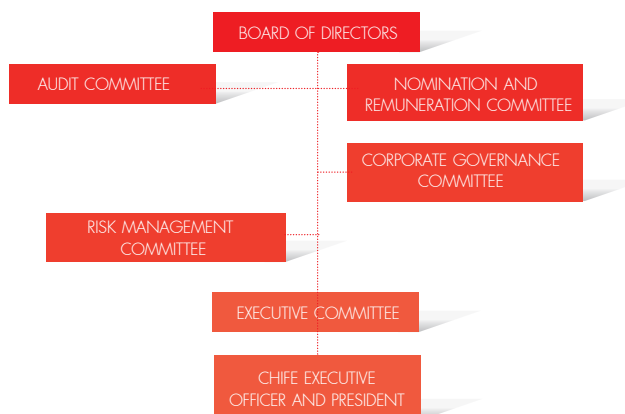 BOARD OF DIRECTORS
AUDIT COMMITTEE
NOMINATION AND
REMUNERATION COMMITTEE
CORPORATE GOVERNANCE
COMMITTEE
RISK MANAGEMENT
COMMITTEE
EXECUTIVE COMMITTEE
CHIFE EXECUTIVE
OFFICER AND PRESIDENT